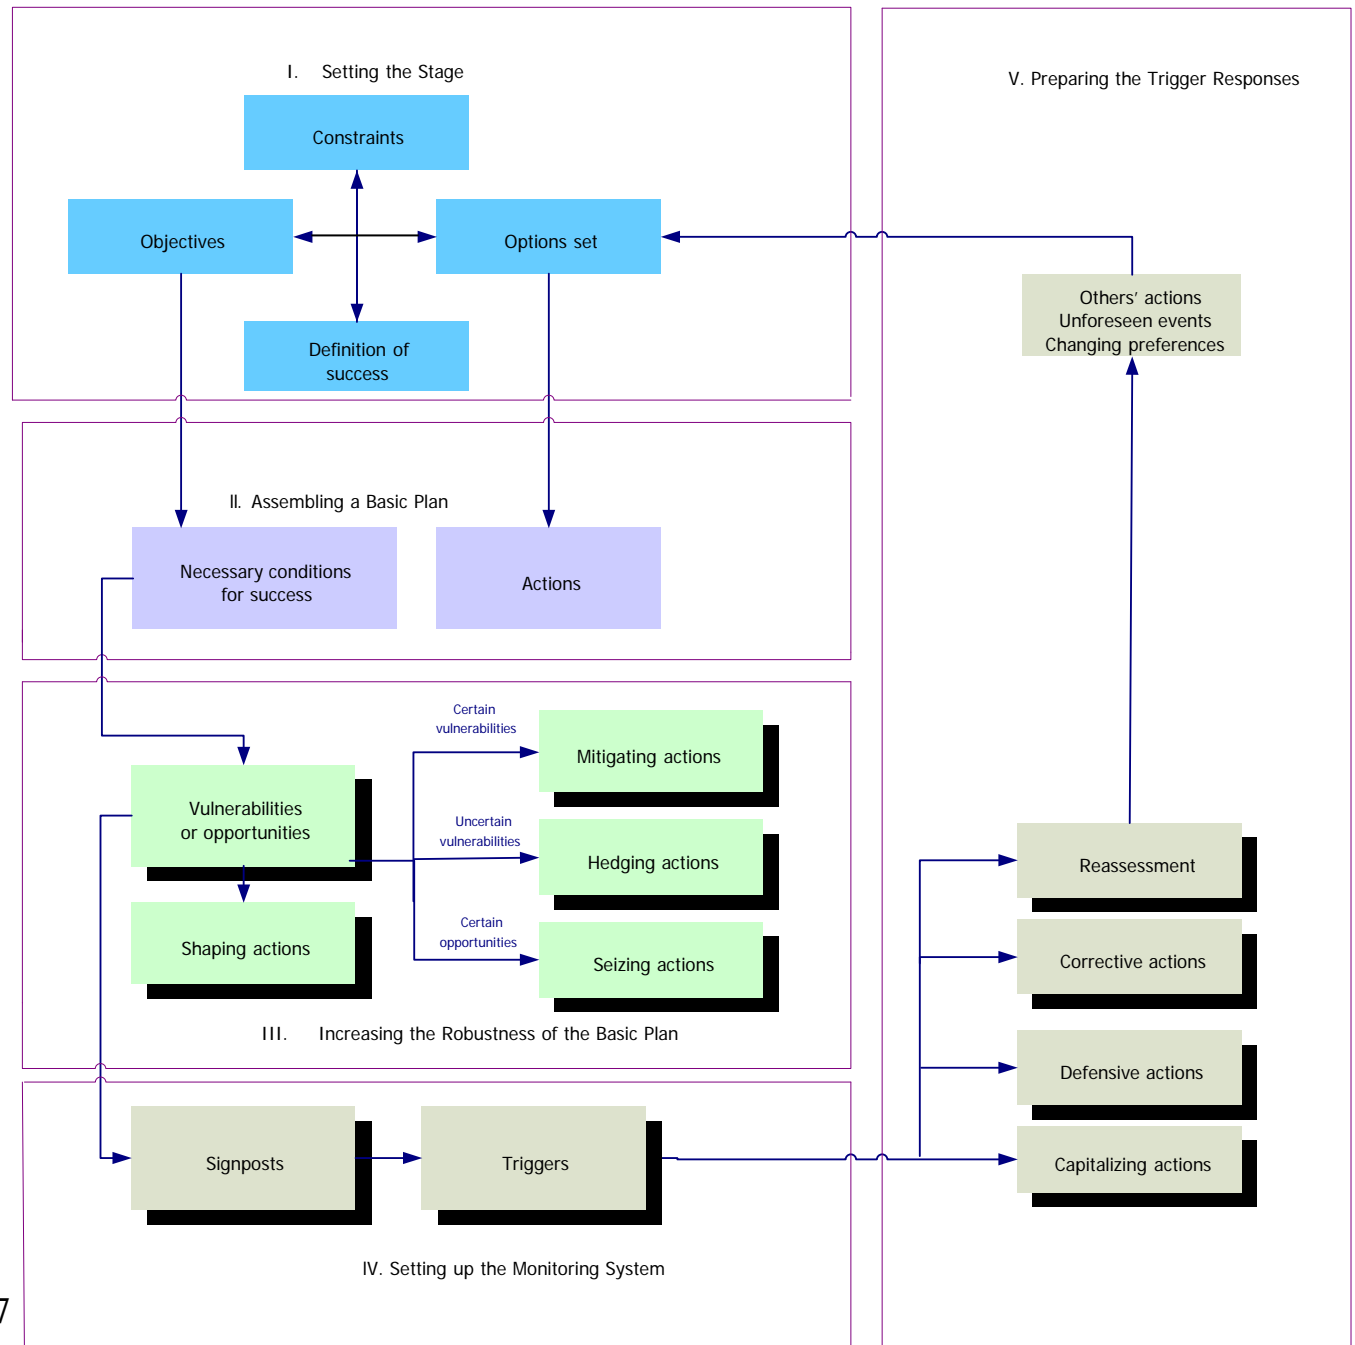 I. Setting the Stage
Constraints
Objectives
Options set
Definition of
success
II. Assembling a Basic Plan
Necessary conditions
for success
Actions
Certain
vulnerabilities
Mitigating actions
Vulnerabilities
or opportunities
Uncertain
vulnerabilities
Hedging actions
Shaping actions
Certain
opportunities
Seizing actions
III. Increasing the Robustness of the Basic Plan
Signposts
Triggers
IV. Setting up the Monitoring System
V. Preparing the Trigger Responses
Others' actions
Unforeseen events
Changing preferences
Reassessment
Corrective actions
Defensive actions
Capitalizing actions
7